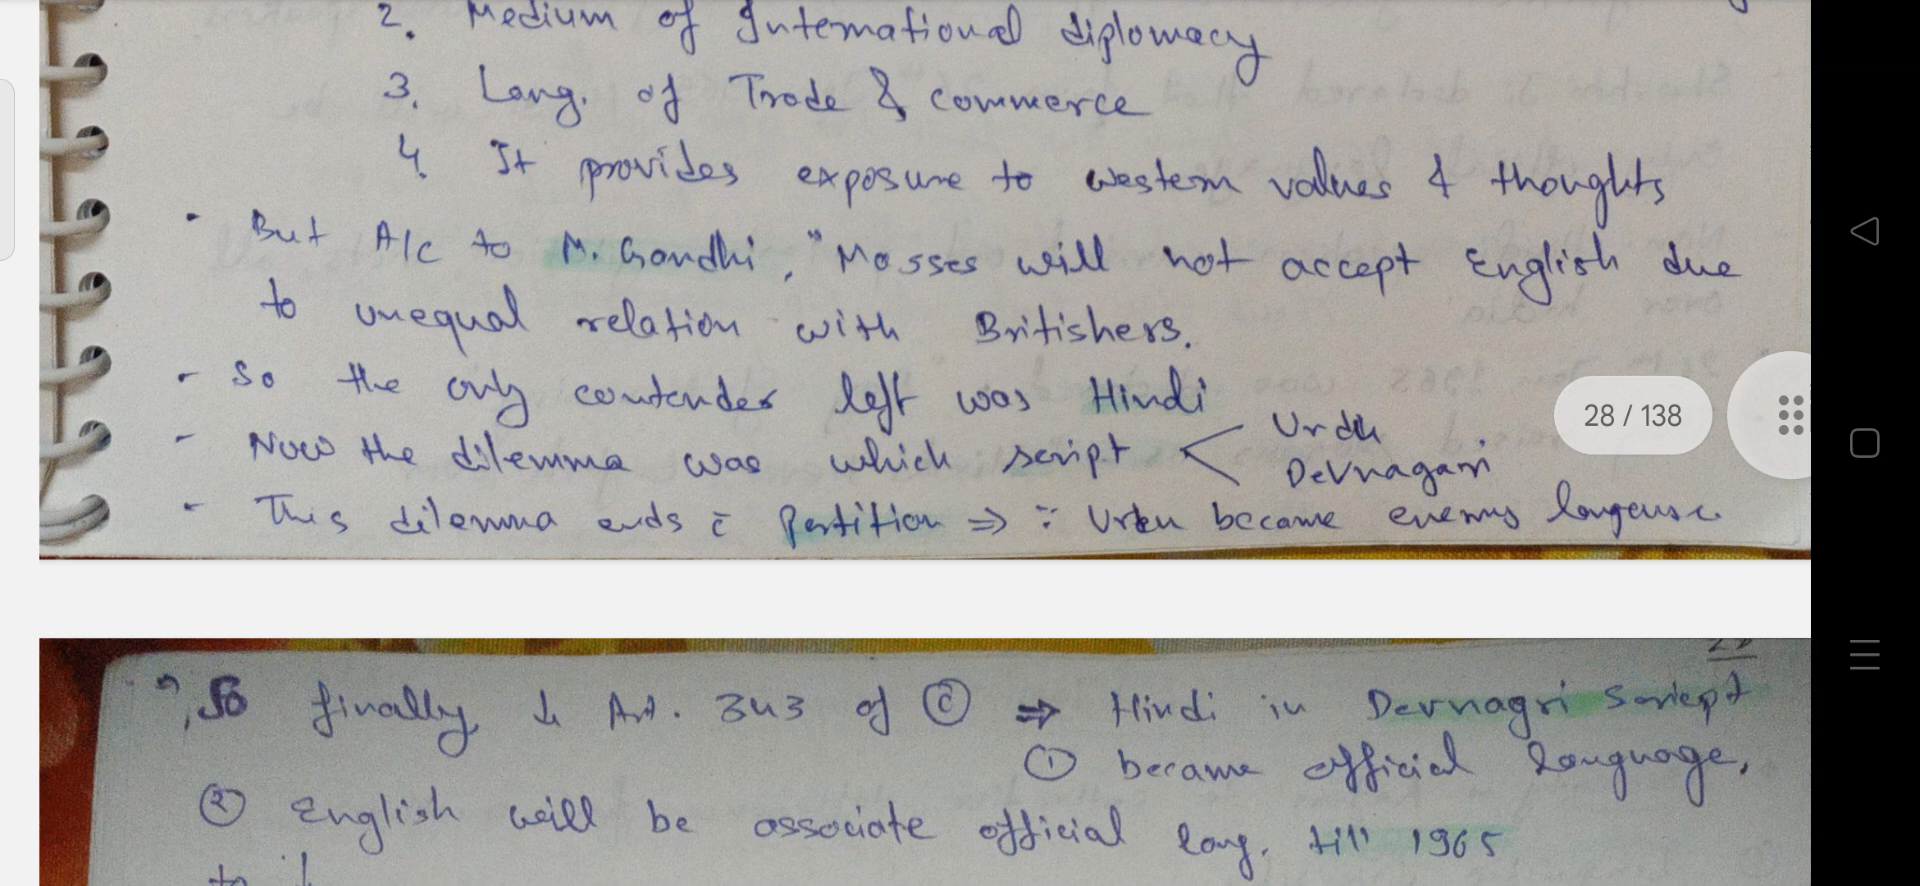 2. Medium of International diplomacy
3. Lang. of Trade & commerce
4. It provides exposure to western values & thoughts
• But A/c to M. Gandhi, "Masses will not accept English due
to unequal relation with Britishers.
- So the only contender left was Hindi
- Now the dilemma was which script < Urdu
Devnagari
- This dilemma ends c̄ Partition ⇒ ∵ Urdu became enemy language
28 / 138
So finally, Art. 343 of Ⓒ ⇒ Hindi in Devnagri Script
① became official language,
② English will be associate official lang. till 1965
to